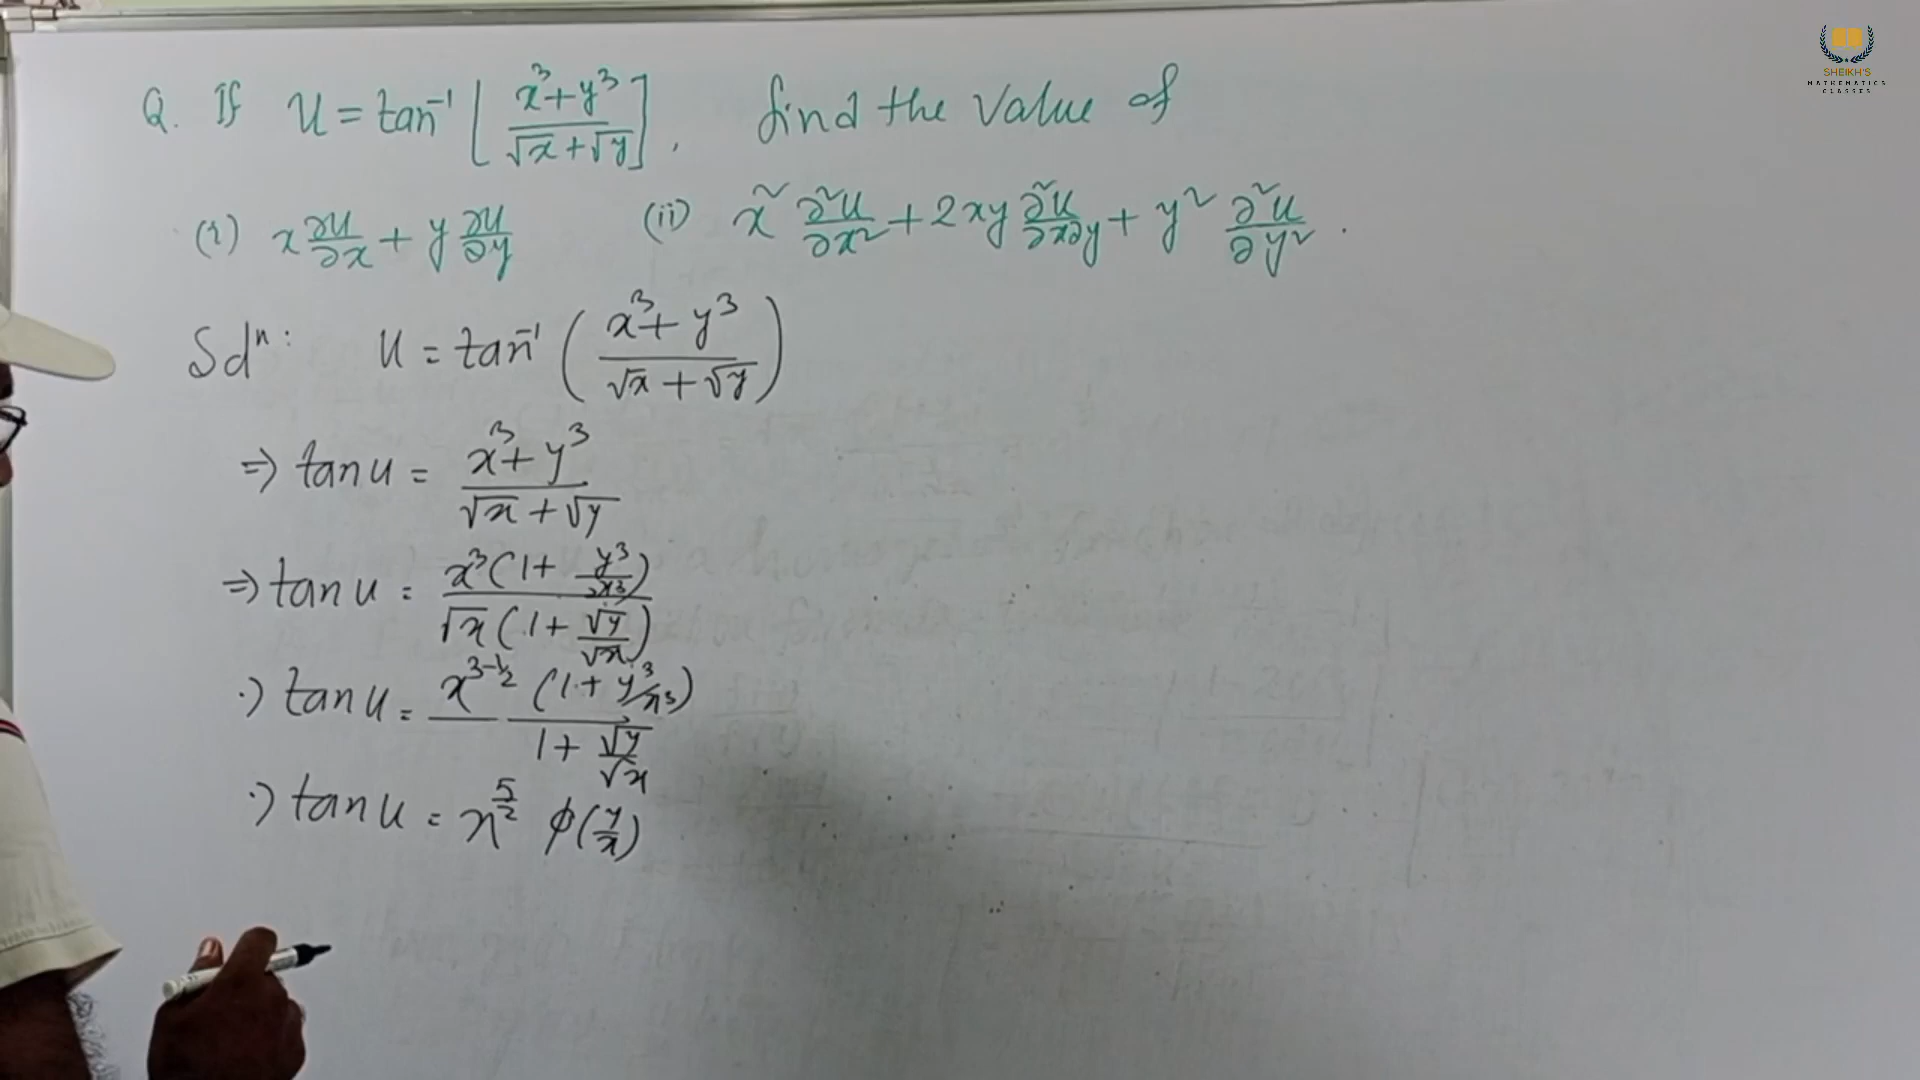 SHEIKH'S
MATHEMATICS
CLASSES
Q. If u = tan⁻¹ [ (x³+y³)/(√x+√y) ], find the value of
(i) x ∂u/∂x + y ∂u/∂y (ii) x² ∂²u/∂x² + 2xy ∂²u/∂x∂y + y² ∂²u/∂y².
Solⁿ: u = tan⁻¹ ( (x³+y³)/(√x+√y) )
⇒ tan u = (x³+y³)/(√x+√y)
⇒ tan u = x³(1+ y³/x³)/√x(1+ √y/√x)
⇒ tan u = x^(3-1/2) (1+ y³/x³)/(1+ √y/√x)
⇒ tan u = x^(5/2) φ(y/x)